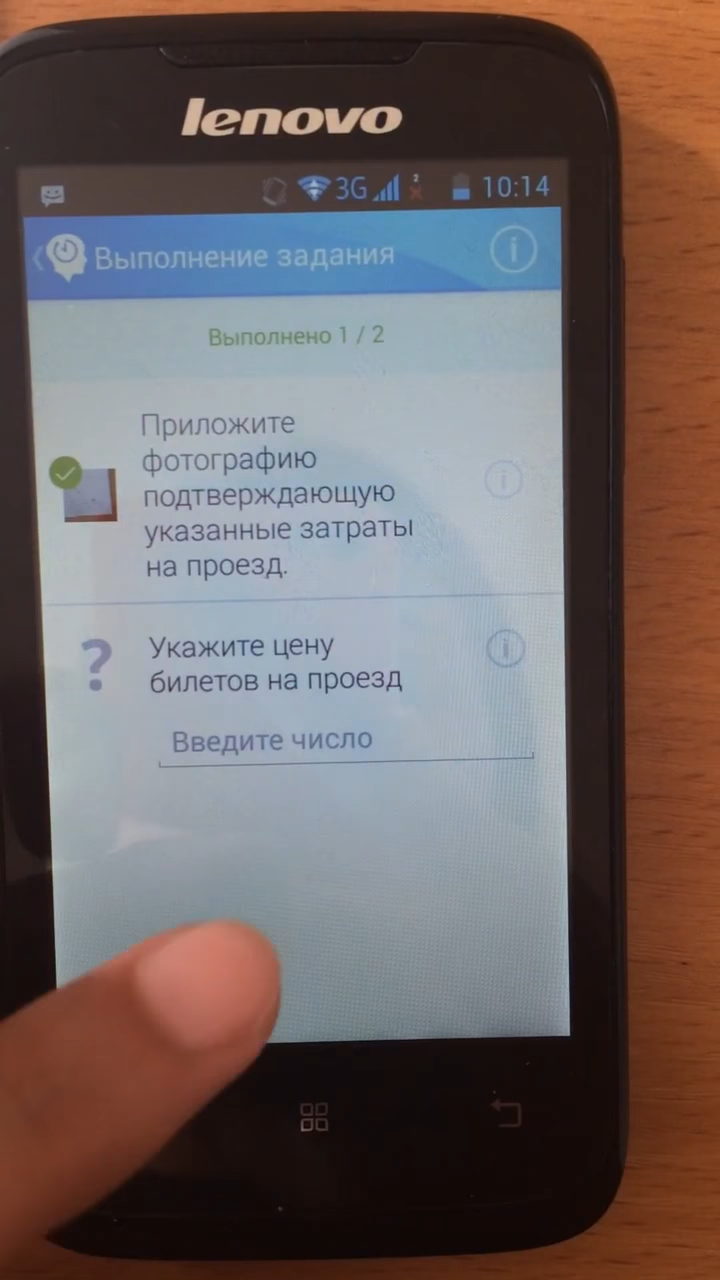 lenovo
3G 2 10:14
Выполнение задания
Выполнено 1 / 2
Приложите
фотографию
подтверждающую
указанные затраты
на проезд.
? Укажите цену
билетов на проезд
Введите число